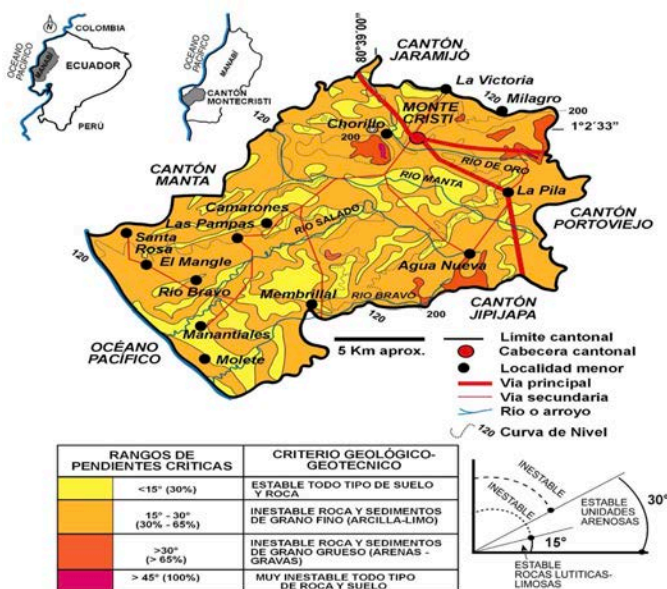 N
COLOMBIA
OCEÁNO
PACÍFICO
MANABÍ
ECUADOR
PERÚ
OCEÁNO
PACÍFICO
MANABÍ
CANTÓN
MONTECRISTI
80°39´00”
CANTÓN
JARAMIJÓ
La Victoria
120
Milagro
200
1°2´33”
MONTE
CRISTI
Chorillo
200
120
RIO DE ORO
CANTÓN
MANTA
RIO MANTA
La Pila
CANTÓN
PORTOVIEJO
Camarones
Las Pampas
RIO SALADO
Santa
Rosa
120
El Mangle
Rio Bravo
Agua Nueva
Membrillal
RIO BRAVO
120
200
CANTÓN
JIPIJAPA
OCÉANO
PACÍFICO
Manantiales
Molete
5 Km aprox.
Limite cantonal
Cabecera cantonal
Localidad menor
Via principal
Via secundaria
Rio o arroyo
120 Curva de Nivel
RANGOS DE
PENDIENTES CRITICAS
CRITERIO GEOLÓGICO-
GEOTECNICO
<15° (30%)
ESTABLE TODO TIPO DE SUELO
Y ROCA
15° - 30°
(30% - 65%)
INESTABLE ROCA Y SEDIMENTOS
DE GRANO FINO (ARCILLA-LIMO)
>30°
(> 65%)
INESTABLE ROCA Y SEDIMENTOS
DE GRANO GRUESO (ARENAS -
GRAVAS)
> 45° (100%)
MUY INESTABLE TODO TIPO
DE ROCA Y SUELO
INESTABLE
INESTABLE
30°
ESTABLE
UNIDADES
ARENOSAS
15°
ESTABLE
ROCAS LUTITICAS-
LIMOSAS